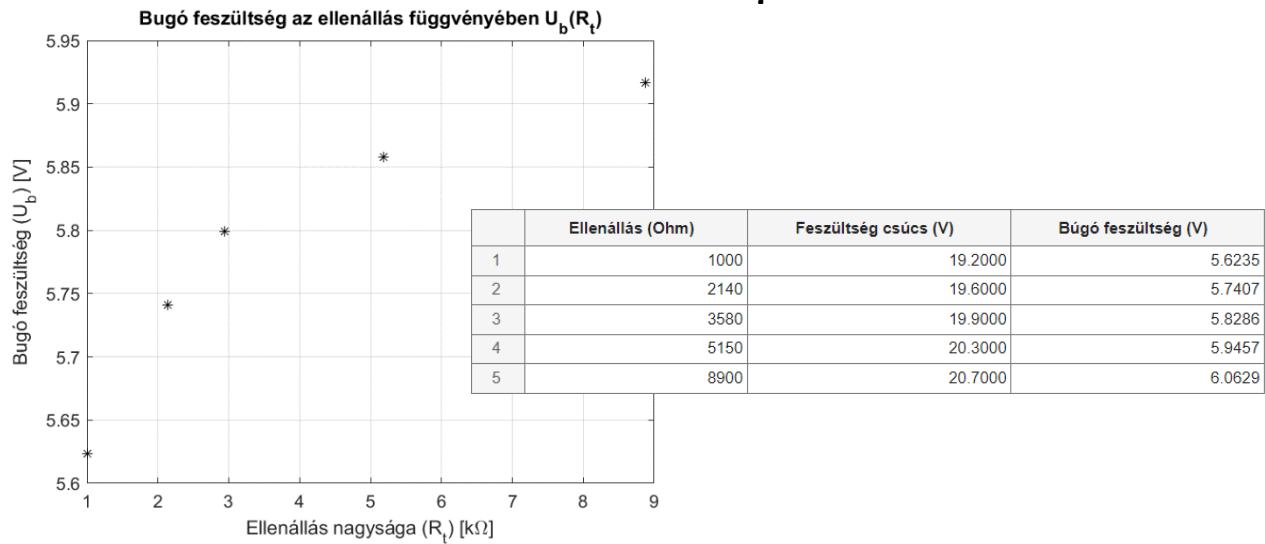 Bugó feszültség az ellenállás függvényében U_b(R_t)
5.95
5.9
5.85
5.8
5.75
5.7
5.65
5.6
Bugó feszültség (U_b) [V]
1 2 3 4 5 6 7 8 9
Ellenállás nagysága (R_t) [kΩ]
Ellenállás (Ohm) Feszültség csúcs (V) Búgó feszültség (V)
1 1000 19.2000 5.6235
2 2140 19.6000 5.7407
3 3580 19.9000 5.8286
4 5150 20.3000 5.9457
5 8900 20.7000 6.0629